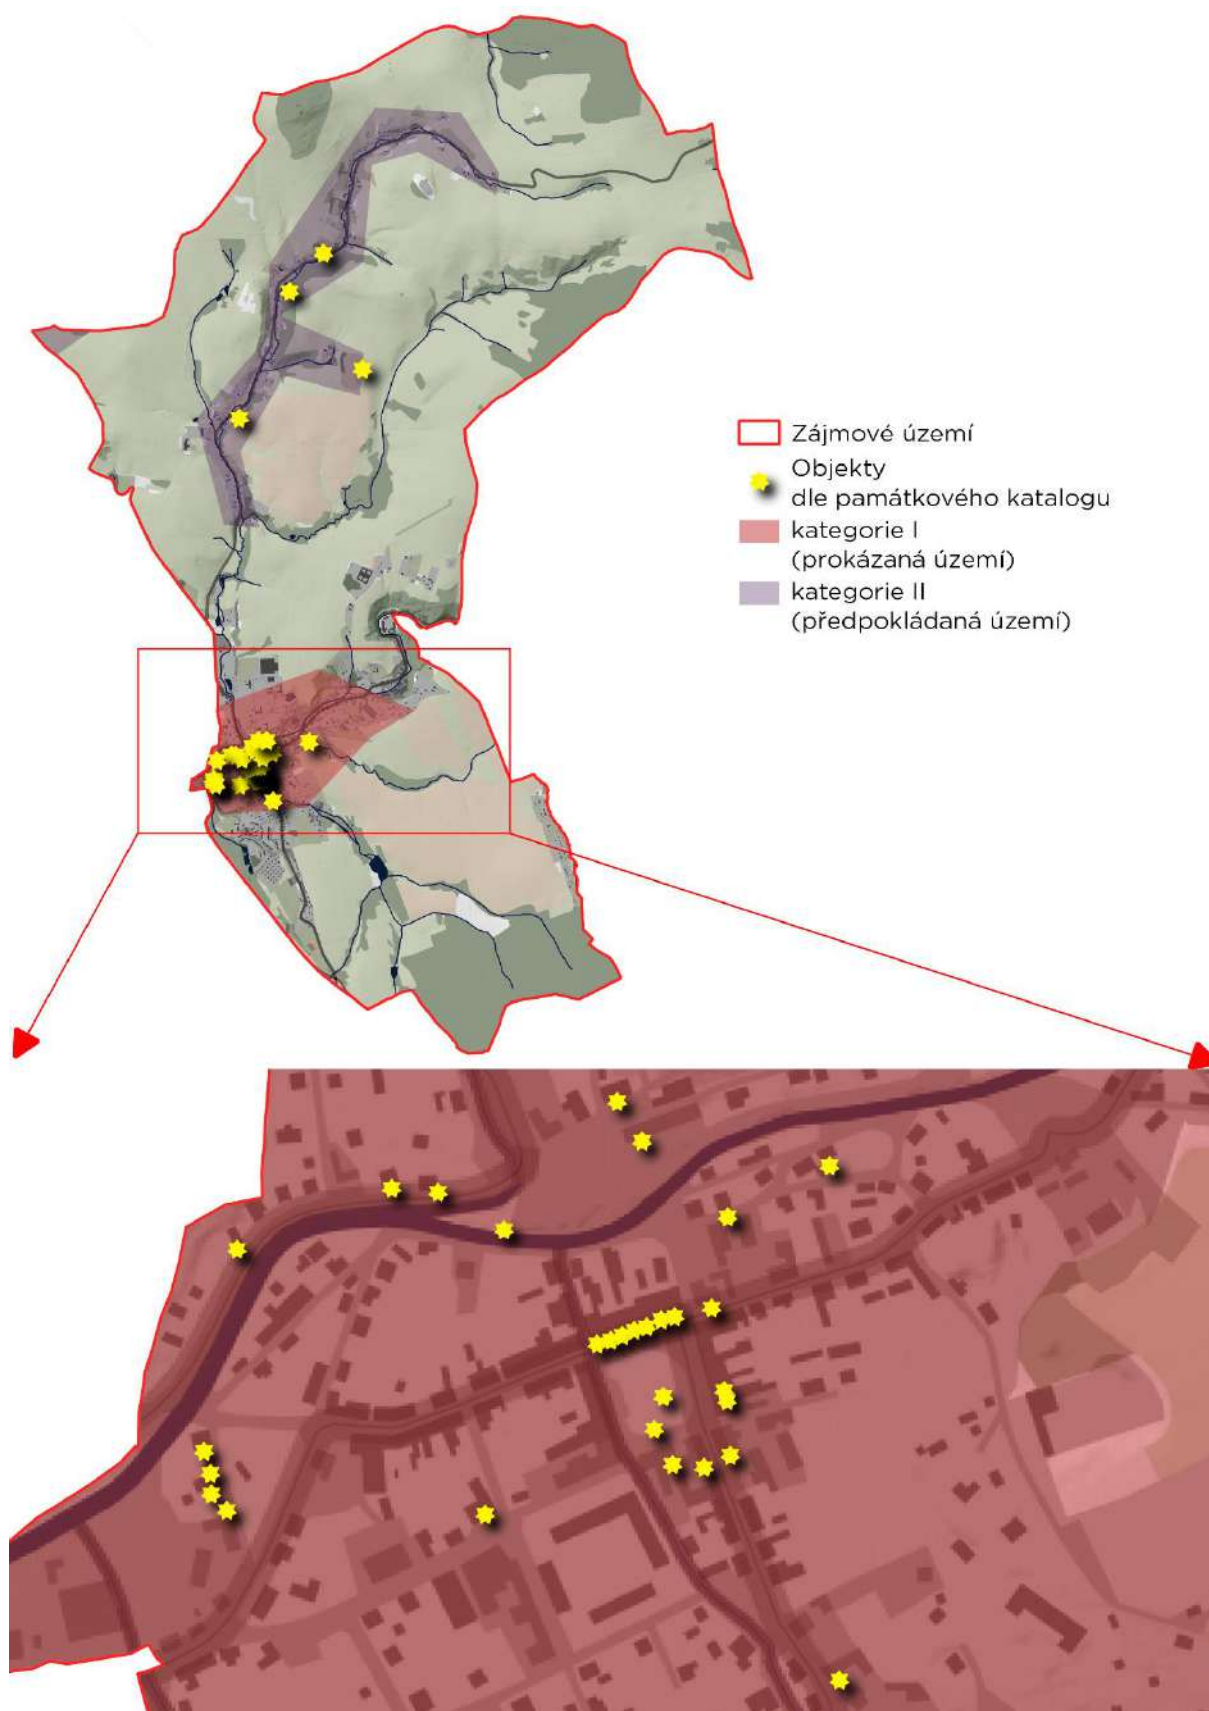 Zájmové území
Objekty
dle památkového katalogu
kategorie I
(prokázaná území)
kategorie II
(předpokládaná území)